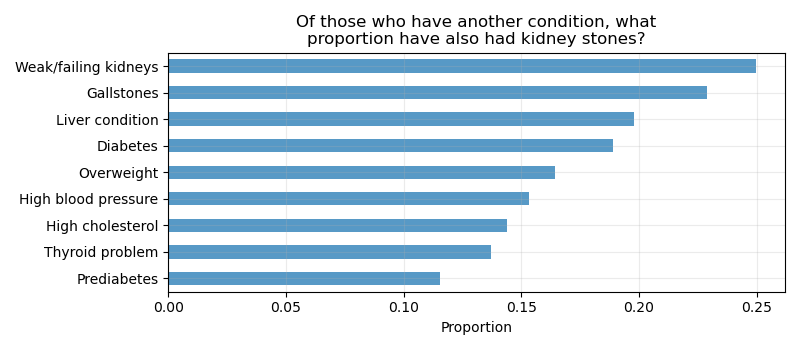 Of those who have another condition, what
proportion have also had kidney stones?
Weak/failing kidneys
Gallstones
Liver condition
Diabetes
Overweight
High blood pressure
High cholesterol
Thyroid problem
Prediabetes
0.00 0.05 0.10 0.15 0.20 0.25
Proportion